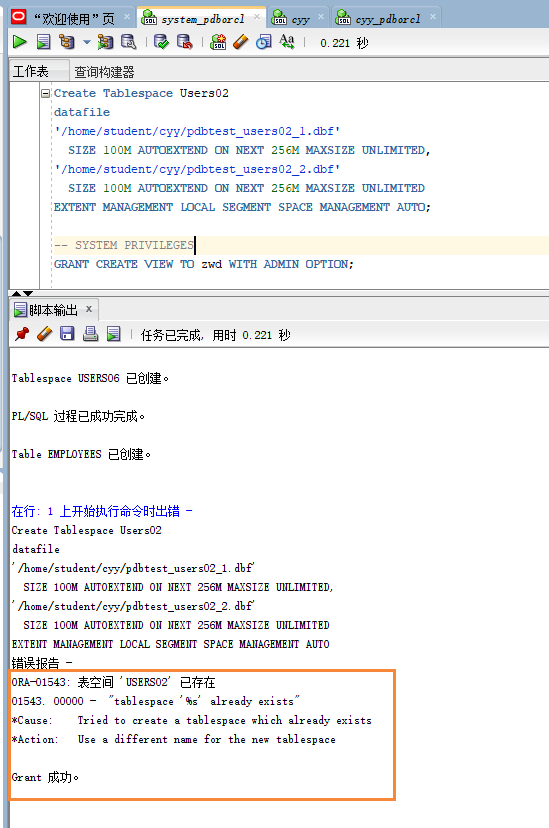 "欢迎使用"页
system_pdborcl
cyy
cyy_pdborcl
0.221 秒
工作表
查询构建器
Create Tablespace Users02
datafile
'/home/student/cyy/pdbtest_users02_1.dbf'
SIZE 100M AUTOEXTEND ON NEXT 256M MAXSIZE UNLIMITED,
'/home/student/cyy/pdbtest_users02_2.dbf'
SIZE 100M AUTOEXTEND ON NEXT 256M MAXSIZE UNLIMITED
EXTENT MANAGEMENT LOCAL SEGMENT SPACE MANAGEMENT AUTO;
-- SYSTEM PRIVILEGES
GRANT CREATE VIEW TO zwd WITH ADMIN OPTION;
脚本输出 x
任务已完成, 用时 0.221 秒
Tablespace USERS06 已创建。
PL/SQL 过程已成功完成。
Table EMPLOYEES 已创建。
在行: 1 上开始执行命令时出错 -
Create Tablespace Users02
datafile
'/home/student/cyy/pdbtest_users02_1.dbf'
SIZE 100M AUTOEXTEND ON NEXT 256M MAXSIZE UNLIMITED,
'/home/student/cyy/pdbtest_users02_2.dbf'
SIZE 100M AUTOEXTEND ON NEXT 256M MAXSIZE UNLIMITED
EXTENT MANAGEMENT LOCAL SEGMENT SPACE MANAGEMENT AUTO
错误报告 -
ORA-01543: 表空间 'USERS02' 已存在
01543. 00000 -  "tablespace '%s' already exists"
*Cause:    Tried to create a tablespace which already exists
*Action:   Use a different name for the new tablespace
Grant 成功。